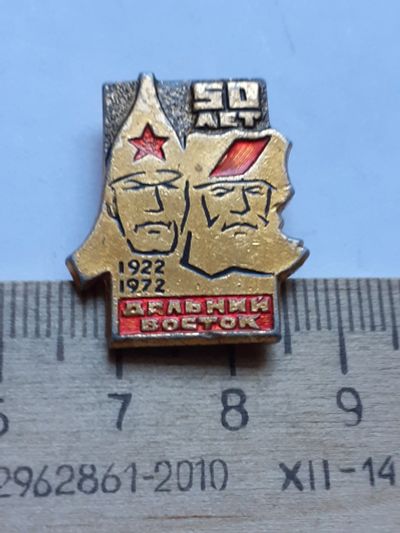 50
ЛЕТ
1922
1972
ДАЛЬНИЙ
ВОСТОК
6 7 8 9
2962861-2010 XII-14